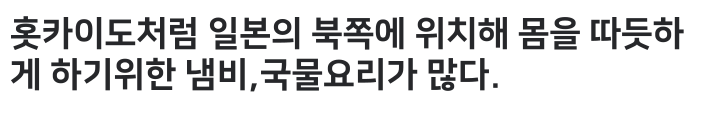 홋카이도처럼 일본의 북쪽에 위치해 몸을 따듯하
게 하기위한 냄비,국물요리가 많다.